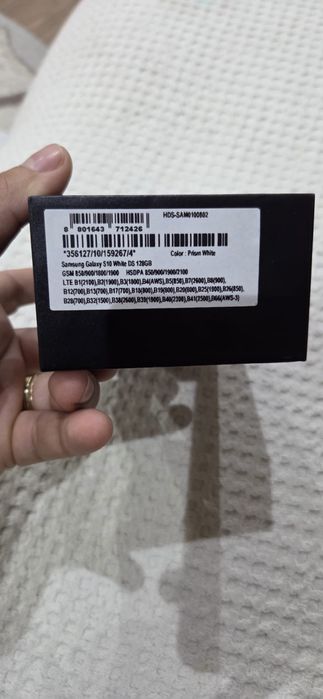 HDS-SAM0100802
8 801643 712426
*356127/10/159267/4*
Color : Prism White
Samsung Galaxy S10 White DS 128GB
GSM 850/900/1800/1900 HSDPA 850/900/1900/2100
LTE B1(2100),B2(1900),B3(1800),B4(AWS),B5(850),B7(2600),B8(900),
B12(700),B13(700),B17(700),B18(800),B19(800),B20(800),B25(1900),B26(850),
B28(700),B32(1500),B38(2600),B39(1900),B40(2300),B41(2500),B66(AWS-3)